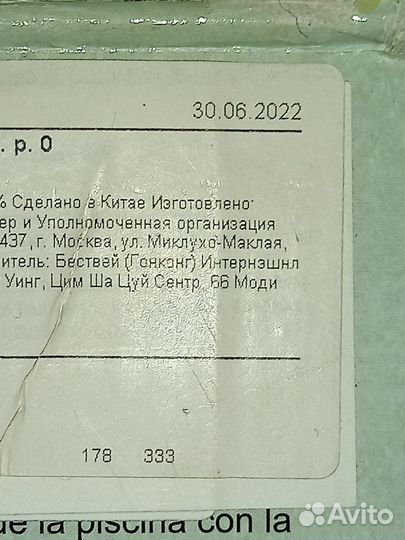 30.06.2022
. р. 0
% Сделано в Китае Изготовлено:
ер и Уполномоченная организация
437, г. Москва, ул. Миклухо-Маклая,
витель: Бествей (Гонконг) Интернэшнл
Уинг, Цим Ша Цуй Сентр, 66 Моди
178 333
de la piscina con la
Avito